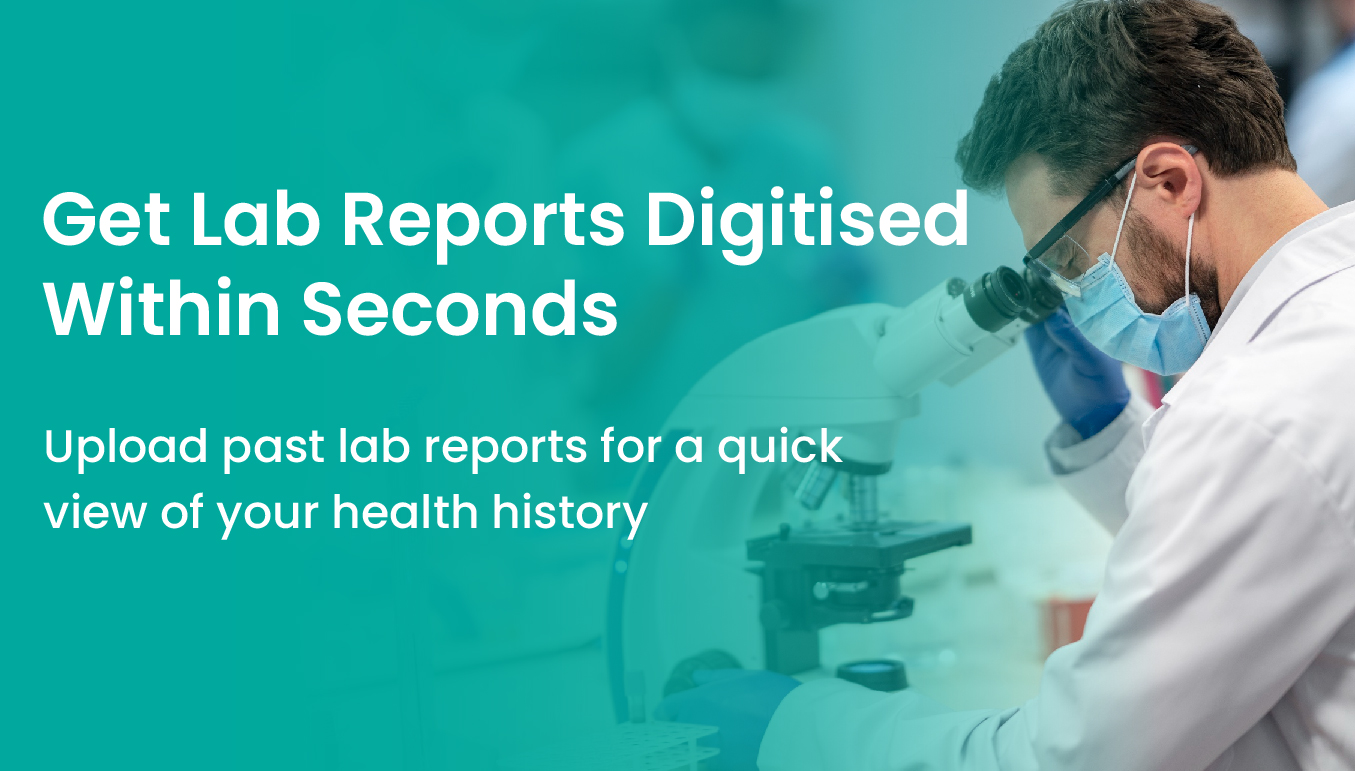 Get Lab Reports Digitised
Within Seconds
Upload past lab reports for a quick
view of your health history